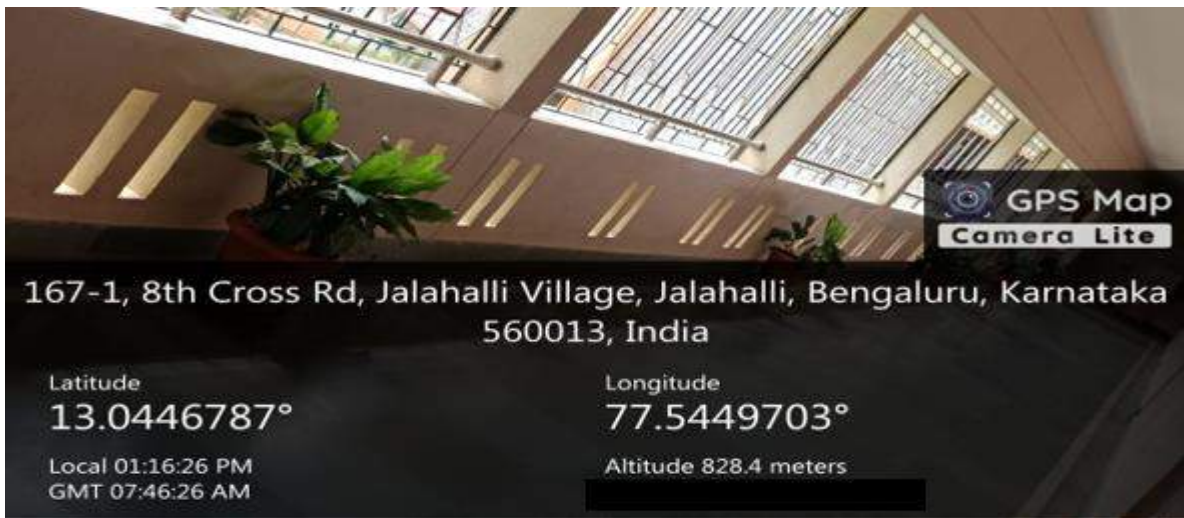 GPS Map
Camera Lite
167-1, 8th Cross Rd, Jalahalli Village, Jalahalli, Bengaluru, Karnataka
560013, India
Latitude
13.0446787°
Longitude
77.5449703°
Local 01:16:26 PM
GMT 07:46:26 AM
Altitude 828.4 meters